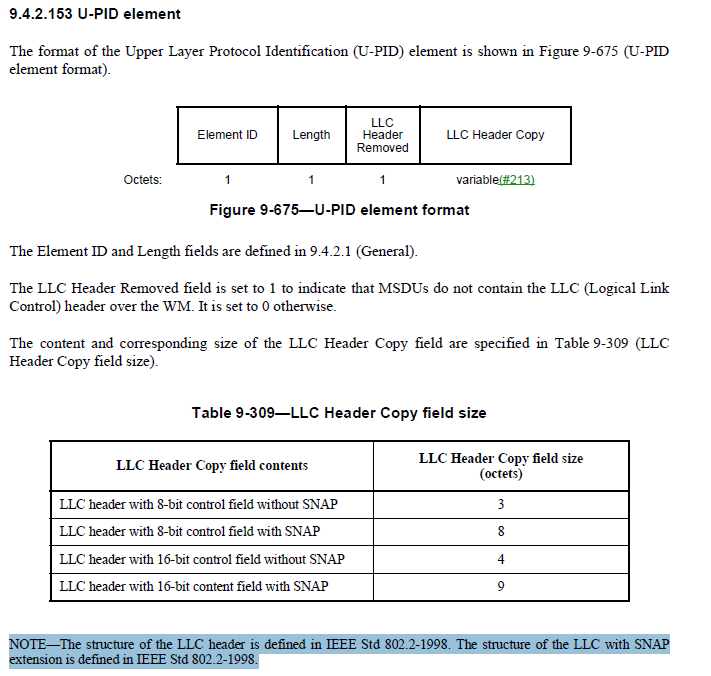 9.4.2.153 U-PID element
The format of the Upper Layer Protocol Identification (U-PID) element is shown in Figure 9-675 (U-PID
element format).
Element ID
Length
LLC
Header
Removed
LLC Header Copy
Octets:
1
1
1
variable(#213)
Figure 9-675—U-PID element format
The Element ID and Length fields are defined in 9.4.2.1 (General).
The LLC Header Removed field is set to 1 to indicate that MSDUs do not contain the LLC (Logical Link
Control) header over the WM. It is set to 0 otherwise.
The content and corresponding size of the LLC Header Copy field are specified in Table 9-309 (LLC
Header Copy field size).
Table 9-309—LLC Header Copy field size
LLC Header Copy field contents
LLC Header Copy field size
(octets)
LLC header with 8-bit control field without SNAP
3
LLC header with 8-bit control field with SNAP
8
LLC header with 16-bit control field without SNAP
4
LLC header with 16-bit content field with SNAP
9
NOTE—The structure of the LLC header is defined in IEEE Std 802.2-1998. The structure of the LLC with SNAP
extension is defined in IEEE Std 802.2-1998.